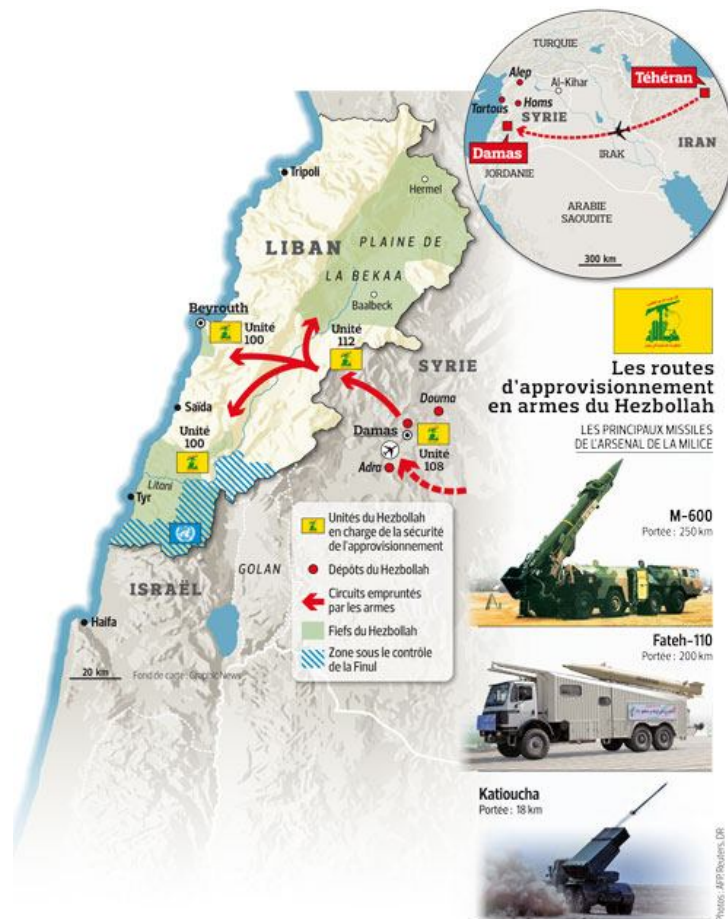 TURQUIE
Alep
Al-Kihar
Téhéran
Tartous
Homs
SYRIE
Damas
IRAK
IRAN
JORDANIE
ARABIE
SAOUDITE
300 km
Tripoli
Hermel
LIBAN
PLAINE DE
LA BEKAA
Baalbeck
Beyrouth
Unité
100
Unité
112
SYRIE
Saïda
Douma
Damas
Unité
108
Adra
Unité
100
Litani
Tyr
ISRAËL
GOLAN
Haïfa
20 km
Fond de carte : GraphicNews
Unités du Hezbollah
en charge de la sécurité
de l'approvisionnement
Dépôts du Hezbollah
Circuits empruntés
par les armes
Fiefs du Hezbollah
Zone sous le contrôle
de la Finul
Les routes
d'approvisionnement
en armes du Hezbollah
LES PRINCIPAUX MISSILES
DE L'ARSENAL DE LA MILICE
M-600
Portée : 250 km
Fateh-110
Portée : 200 km
Katioucha
Portée : 18 km
Photos : AFP, Reuters, DR